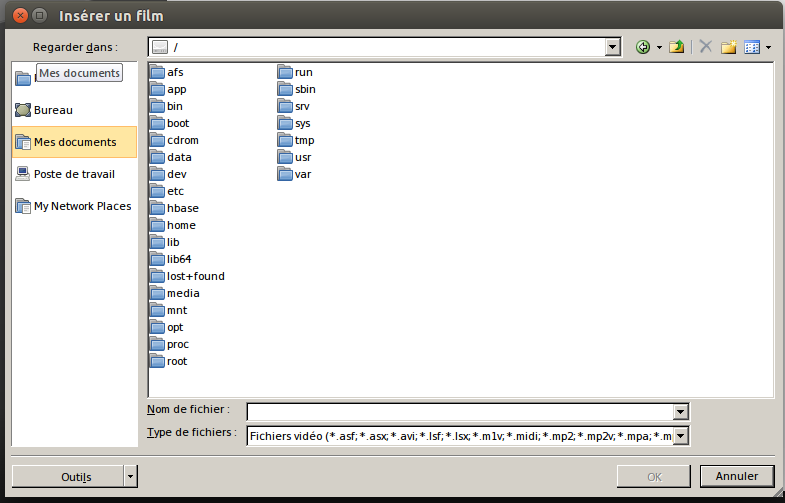 Insérer un film
Regarder dans :
/
Mes documents
Bureau
Mes documents
Poste de travail
My Network Places
afs
app
bin
boot
cdrom
data
dev
etc
hbase
home
lib
lib64
lost+found
media
mnt
opt
proc
root
run
sbin
srv
sys
tmp
usr
var
Nom de fichier :
Type de fichiers :
Fichiers vidéo (*.asf;*.asx;*.avi;*.lsf;*.lsx;*.m1v;*.midi;*.mp2;*.mp2v;*.mpa;*.m
Outils
OK
Annuler